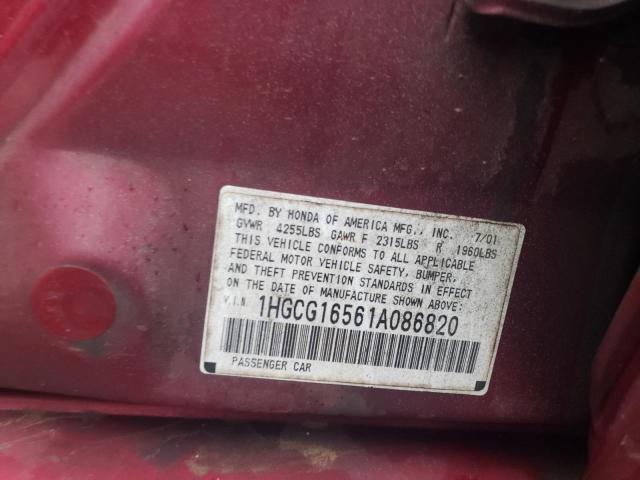 MFD. BY HONDA OF AMERICA MFG., INC. 7/01
GVWR 4255LBS GAWR F 2315LBS R 1960LBS
THIS VEHICLE CONFORMS TO ALL APPLICABLE
FEDERAL MOTOR VEHICLE SAFETY, BUMPER,
AND THEFT PREVENTION STANDARDS IN EFFECT
ON THE DATE OF MANUFACTURE SHOWN ABOVE:
V.I.N. 1HGCG16561A086820
PASSENGER CAR